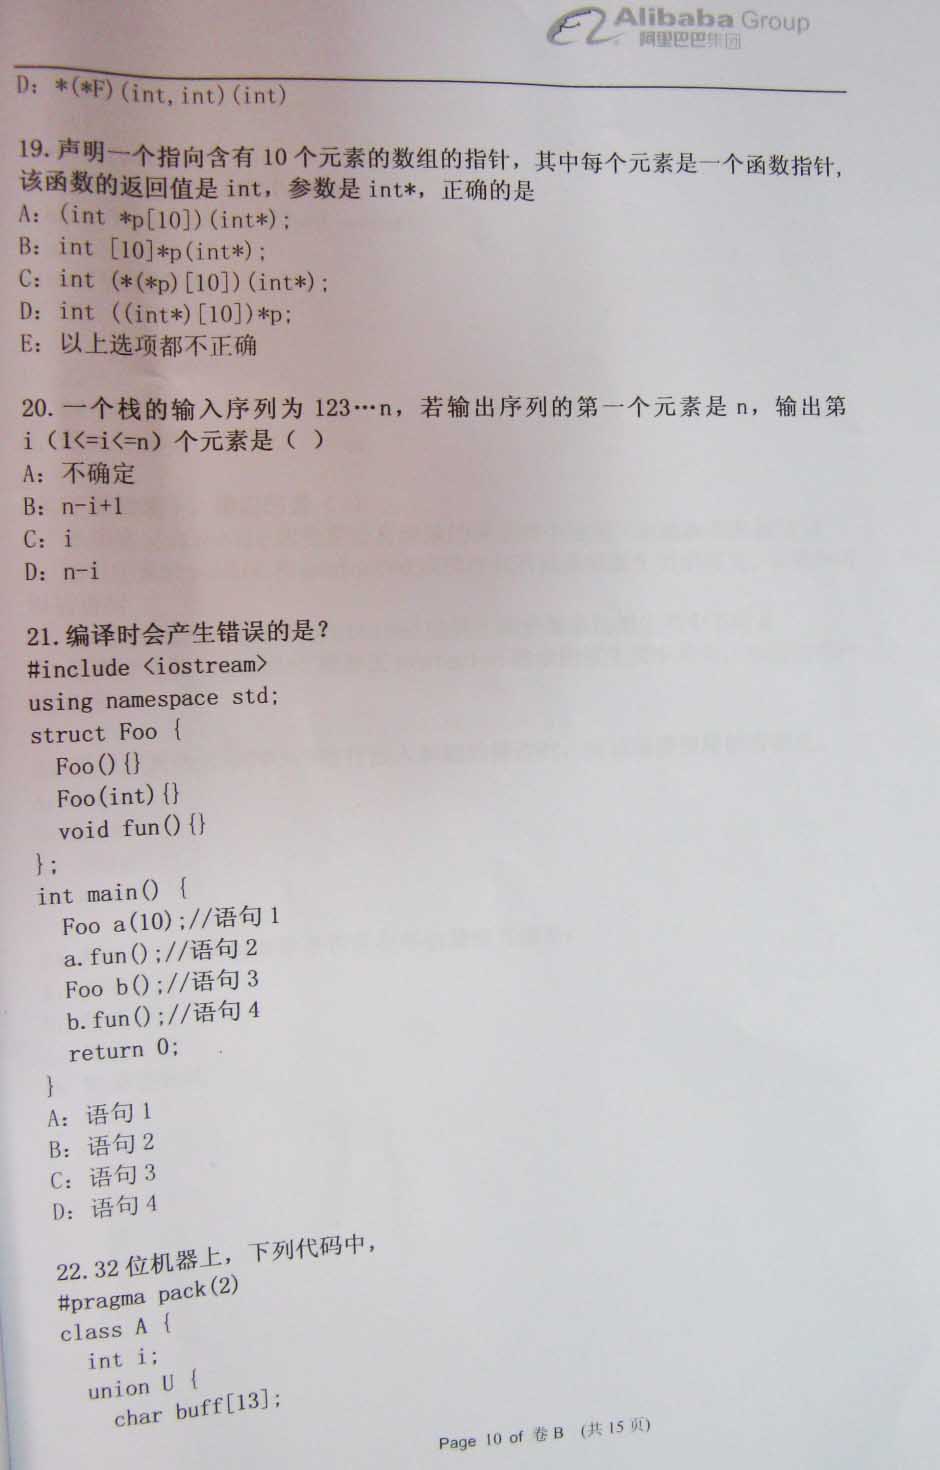 Alibaba Group
阿里巴巴集团
D: *(*F)(int,int)(int)
19.声明一个指向含有 10 个元素的数组的指针，其中每个元素是一个函数指针,
该函数的返回值是 int，参数是 int*，正确的是
A: (int *p[10])(int*);
B: int [10]*p(int*);
C: int (*(*p)[10])(int*);
D: int ((int*)[10])*p;
E: 以上选项都不正确
20.一个栈的输入序列为 123…n，若输出序列的第一个元素是 n，输出第
i（1<=i<=n）个元素是（ ）
A: 不确定
B: n-i+1
C: i
D: n-i
21.编译时会产生错误的是?
#include <iostream>
using namespace std;
struct Foo {
Foo(){}
Foo(int){}
void fun(){}
};
int main() {
Foo a(10);//语句 1
a.fun();//语句 2
Foo b();//语句 3
b.fun();//语句 4
return 0;
}
A: 语句 1
B: 语句 2
C: 语句 3
D: 语句 4
22.32 位机器上，下列代码中，
#pragma pack(2)
class A {
int i;
union U {
char buff[13];
Page 10 of 卷 B （共 15 页）